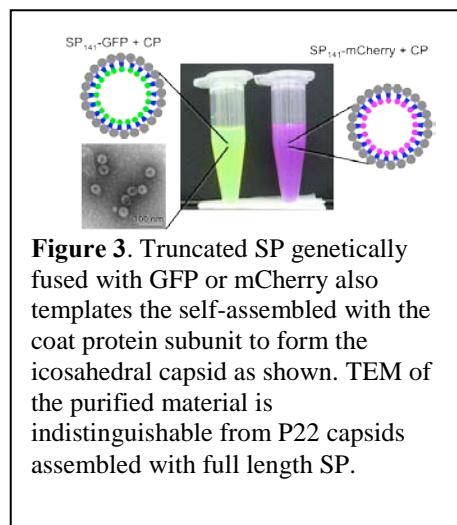 SP141-GFP + CP
SP141-mCherry + CP
100 nm
Figure 3. Truncated SP genetically
fused with GFP or mCherry also
templates the self-assembled with the
coat protein subunit to form the
icosahedral capsid as shown. TEM of
the purified material is
indistinguishable from P22 capsids
assembled with full length SP.